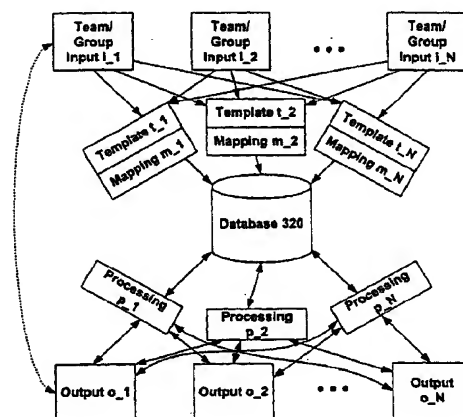 Team/
Group
Input i_1
Team/
Group
Input i_2
Team/
Group
Input i_N
Template t_1
Mapping m_1
Template t_2
Mapping m_2
Template t_N
Mapping m_N
Database 320
Processing
p_1
Processing
p_2
Processing
p_N
Output o_1
Output o_2
Output
o_N